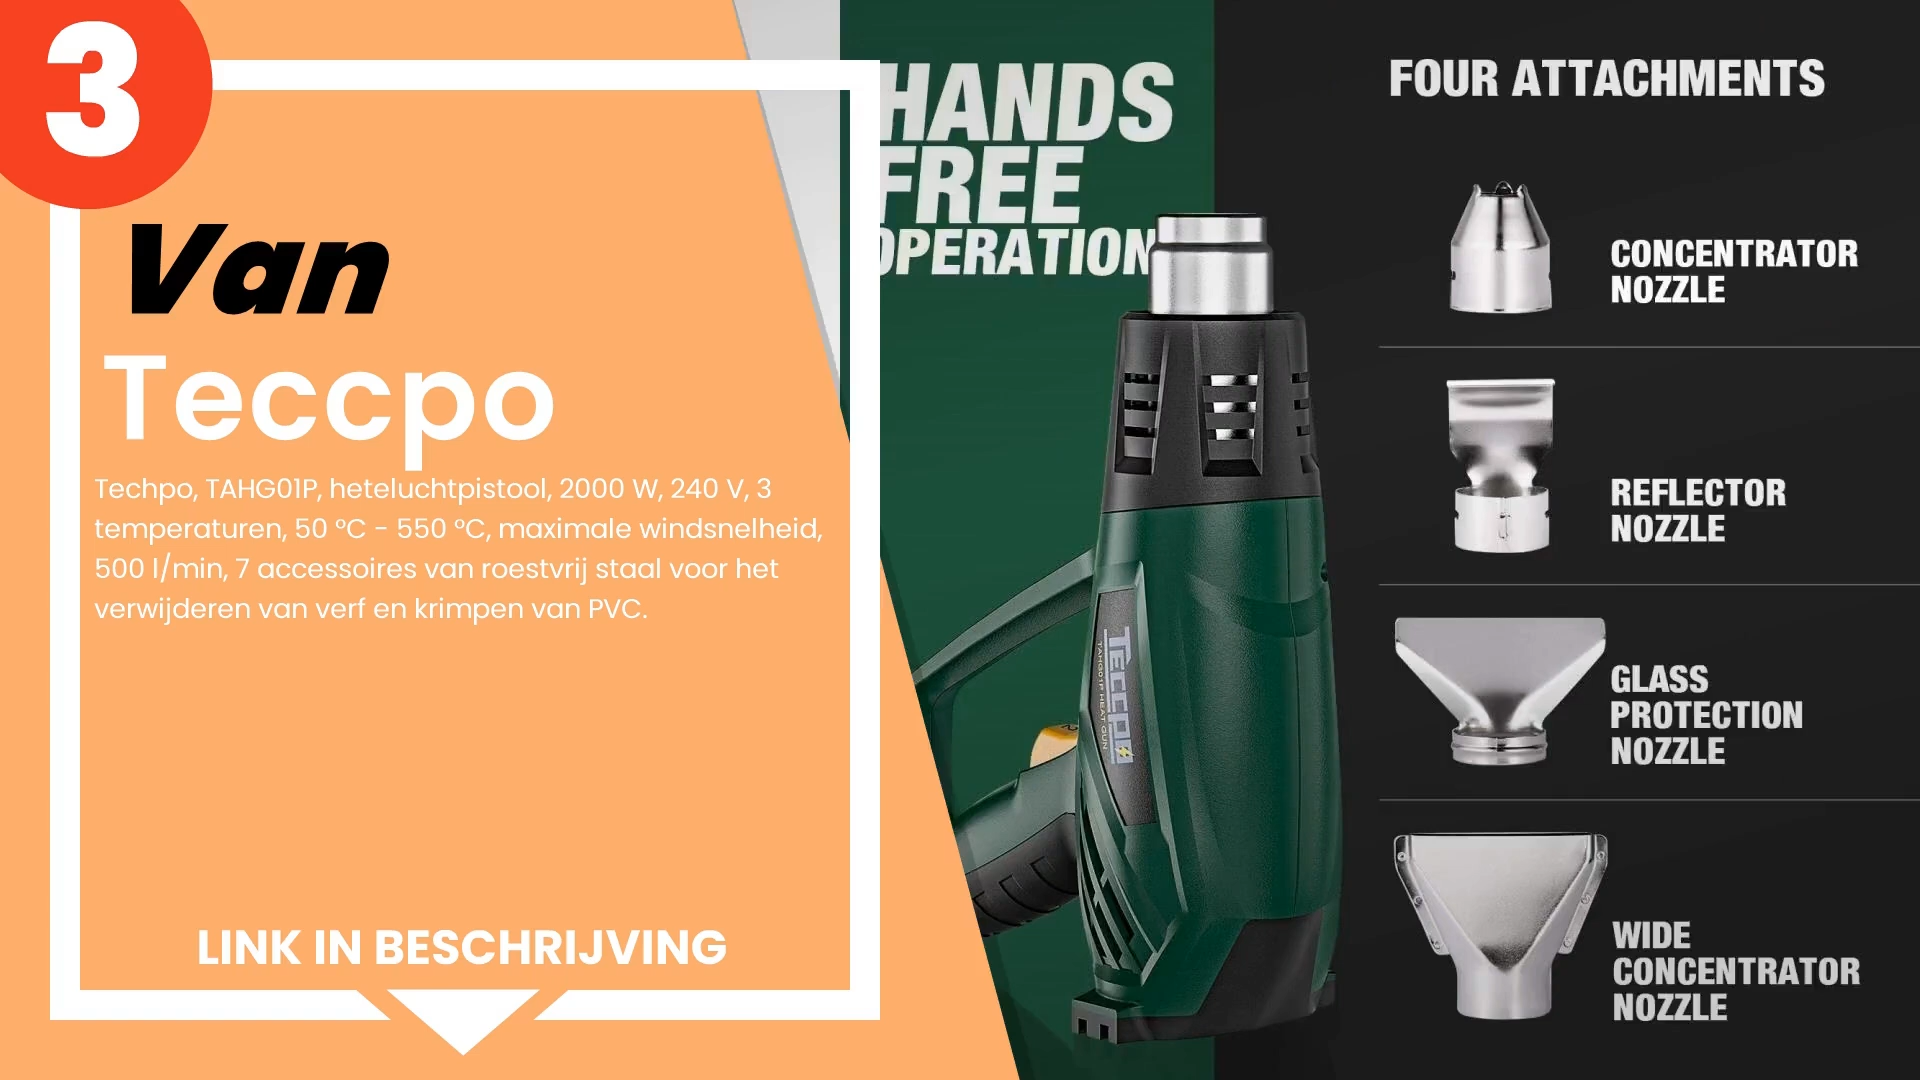 3
Van
Teccpo
Techpo, TAHG01P, heteluchtpistool, 2000 W, 240 V, 3
temperaturen, 50 °C - 550 °C, maximale windsnelheid,
500 l/min, 7 accessoires van roestvrij staal voor het
verwijderen van verf en krimpen van PVC.
LINK IN BESCHRIJVING
HANDS
FREE
OPERATION
TECCPO
TAHG01P HEAT GUN
FOUR ATTACHMENTS
CONCENTRATOR
NOZZLE
REFLECTOR
NOZZLE
GLASS
PROTECTION
NOZZLE
WIDE
CONCENTRATOR
NOZZLE